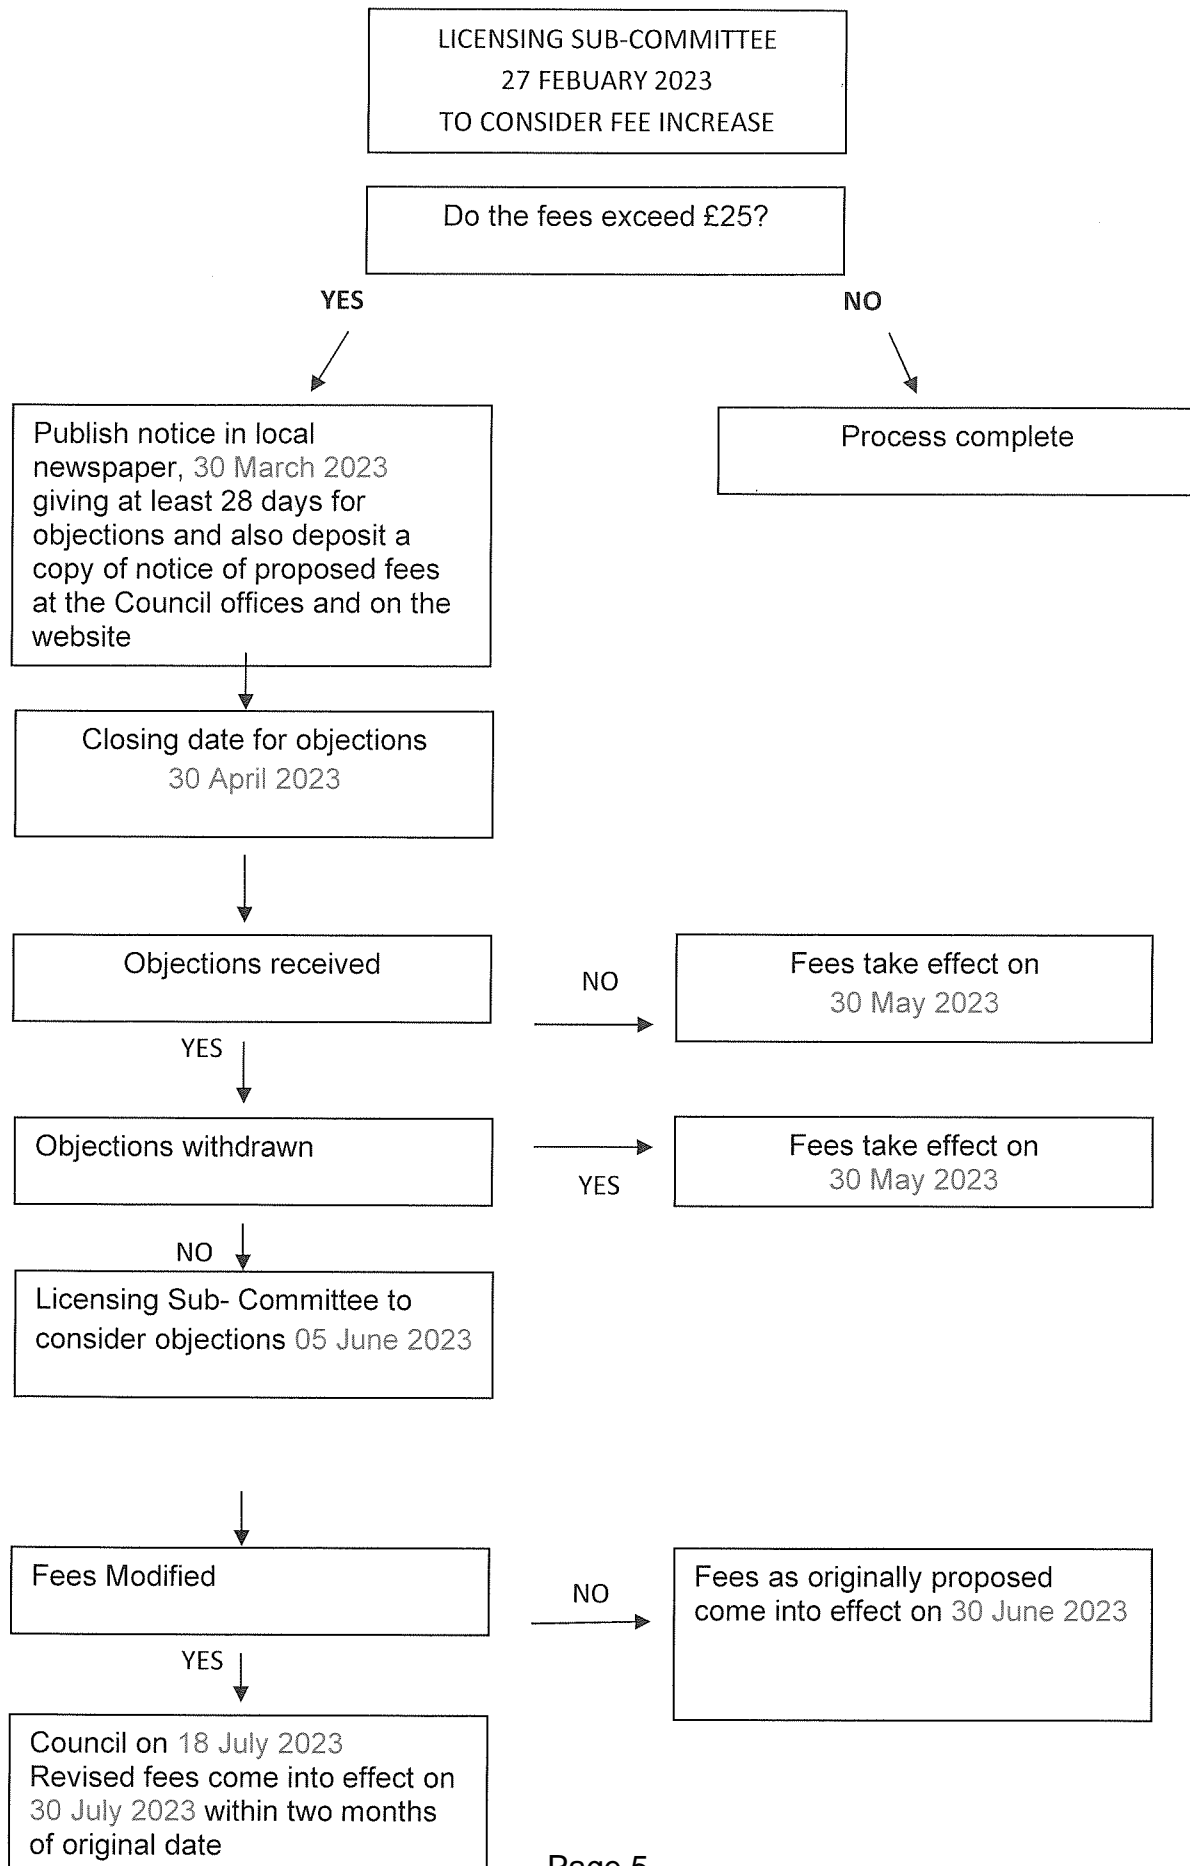 LICENSING SUB-COMMITTEE
27 FEBUARY 2023
TO CONSIDER FEE INCREASE
Do the fees exceed £25?
YES
NO
Publish notice in local
newspaper, 30 March 2023
giving at least 28 days for
objections and also deposit a
copy of notice of proposed fees
at the Council offices and on the
website
Process complete
Closing date for objections
30 April 2023
Objections received
NO
Fees take effect on
30 May 2023
YES
Objections withdrawn
YES
Fees take effect on
30 May 2023
NO
Licensing Sub- Committee to
consider objections 05 June 2023
Fees Modified
NO
Fees as originally proposed
come into effect on 30 June 2023
YES
Council on 18 July 2023
Revised fees come into effect on
30 July 2023 within two months
of original date
Page 5